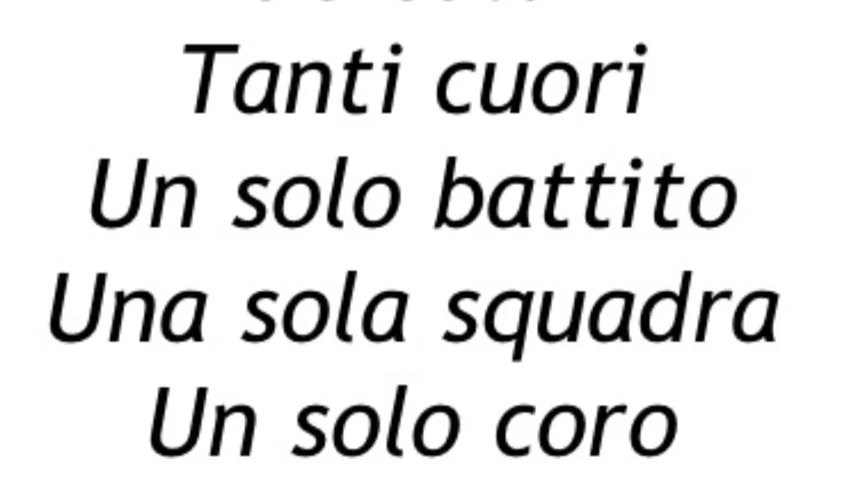 Tanti cuori
Un solo battito
Una sola squadra
Un solo coro